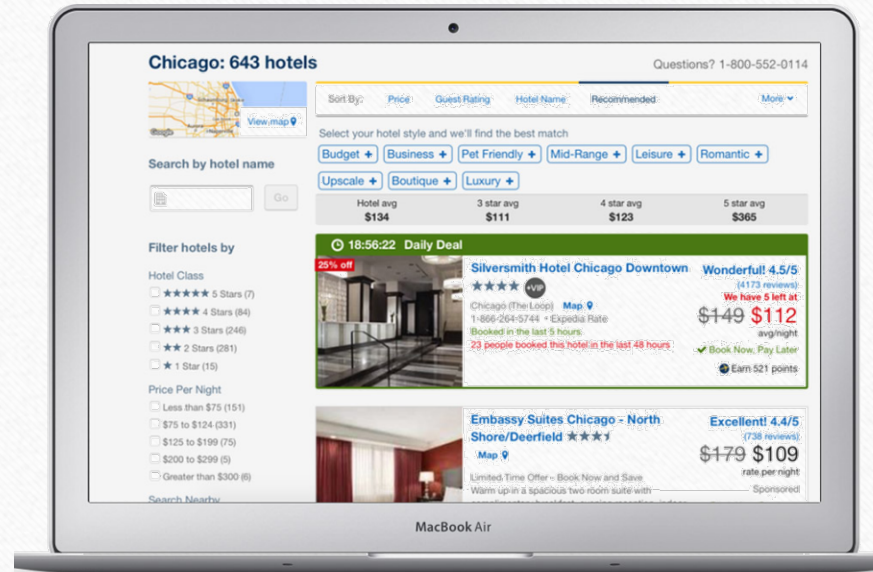 Chicago: 643 hotels
Questions? 1-800-552-0114
Google
View map
Sort By: Price Guest Rating Hotel Name Recommended More
Select your hotel style and we'll find the best match
Budget + Business + Pet Friendly + Mid-Range + Leisure + Romantic +
Upscale + Boutique + Luxury +
Hotel avg 3 star avg 4 star avg 5 star avg
$134 $111 $123 $365
Search by hotel name
Go
Filter hotels by
Hotel Class
★★★★★ 5 Stars (7)
★★★★ 4 Stars (84)
★★★ 3 Stars (246)
★★ 2 Stars (281)
★ 1 Star (15)
Price Per Night
Less than $75 (151)
$75 to $124 (331)
$125 to $199 (75)
$200 to $299 (5)
Greater than $300 (6)
Search Nearby
18:56:22 Daily Deal
25% off
Silversmith Hotel Chicago Downtown
★★★★ +VIP
Chicago (The Loop) Map
1-866-264-5744 • Expedia Rate
Booked in the last 5 hours
23 people booked this hotel in the last 48 hours
Wonderful! 4.5/5
(4173 reviews)
We have 5 left at
$149 $112
avg/night
Book Now, Pay Later
Earn 521 points
Embassy Suites Chicago - North
Shore/Deerfield
Map
Limited Time Offer - Book Now and Save
Warm up in a spacious two room suite with
Excellent! 4.4/5
(738 reviews)
$179 $109
rate per night
Sponsored
MacBook Air